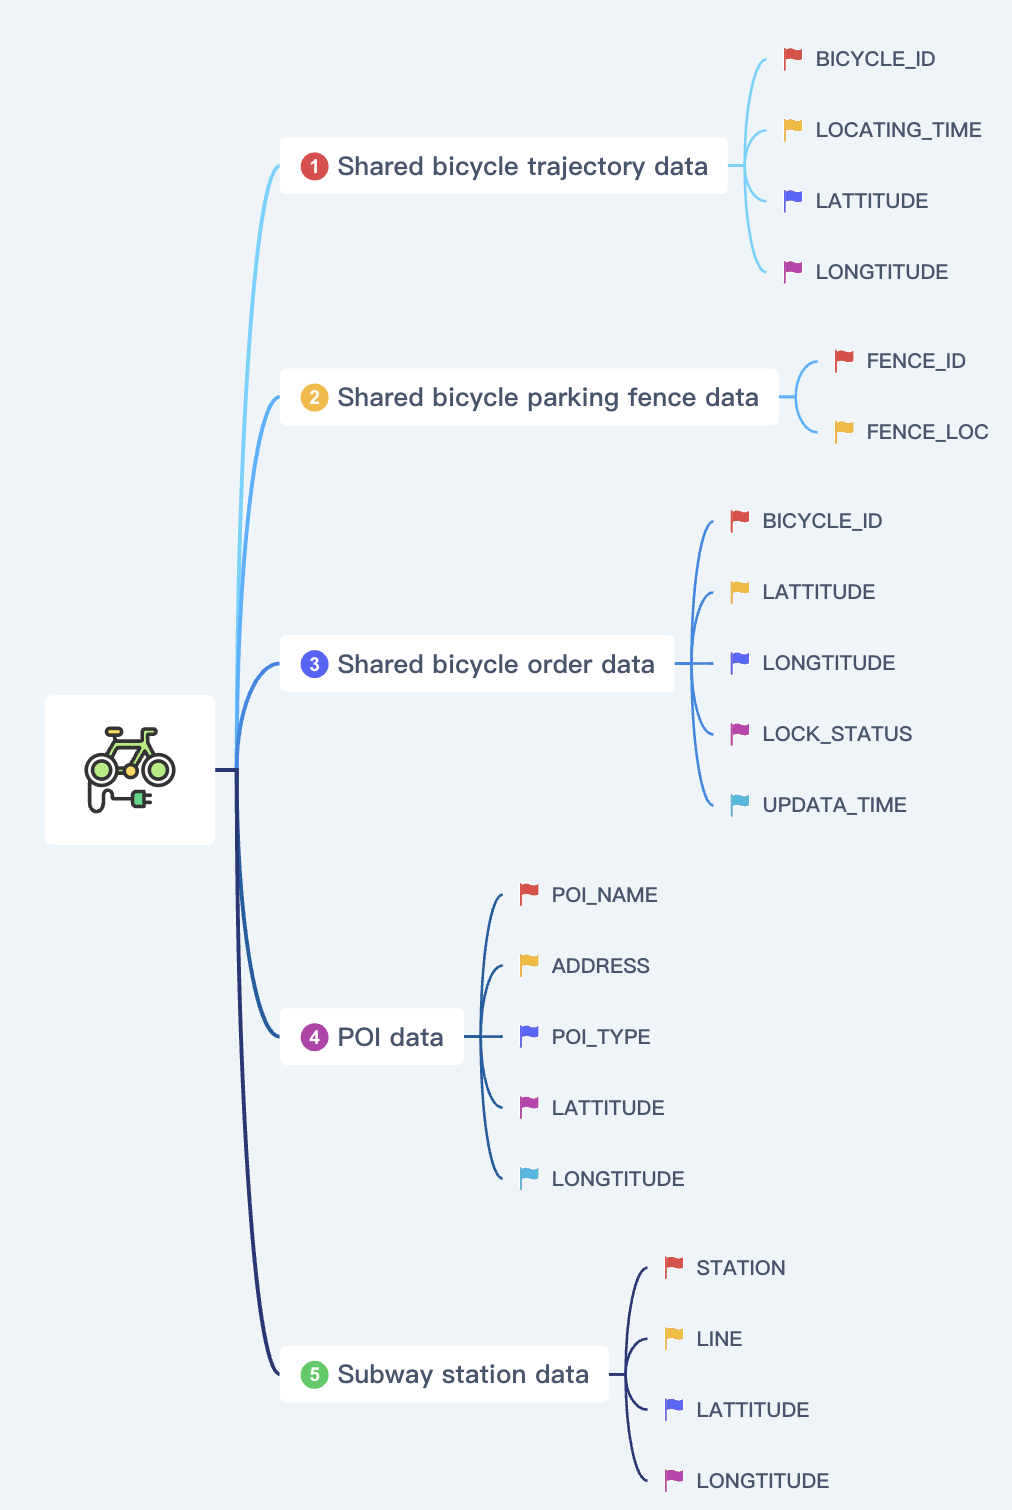 1 Shared bicycle trajectory data
BICYCLE_ID
LOCATING_TIME
LATTITUDE
LONGTITUDE
2 Shared bicycle parking fence data
FENCE_ID
FENCE_LOC
3 Shared bicycle order data
BICYCLE_ID
LATTITUDE
LONGTITUDE
LOCK_STATUS
UPDATA_TIME
4 POI data
POI_NAME
ADDRESS
POI_TYPE
LATTITUDE
LONGTITUDE
5 Subway station data
STATION
LINE
LATTITUDE
LONGTITUDE